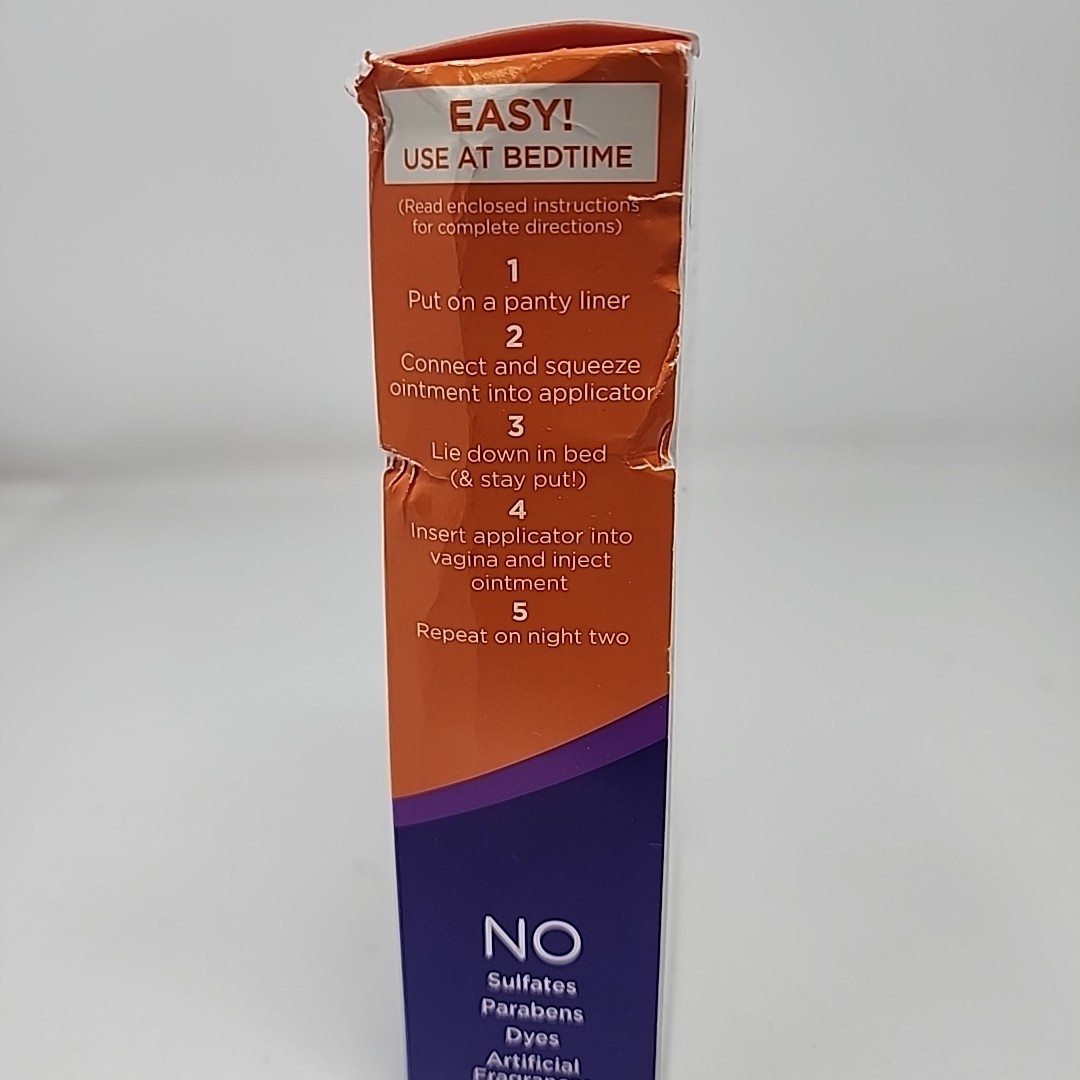 EASY!
USE AT BEDTIME
(Read enclosed instructions
for complete directions)
1
Put on a panty liner
2
Connect and squeeze
ointment into applicator
3
Lie down in bed
(& stay put!)
4
Insert applicator into
vagina and inject
ointment
5
Repeat on night two
NO
Sulfates
Parabens
Dyes
Artificial